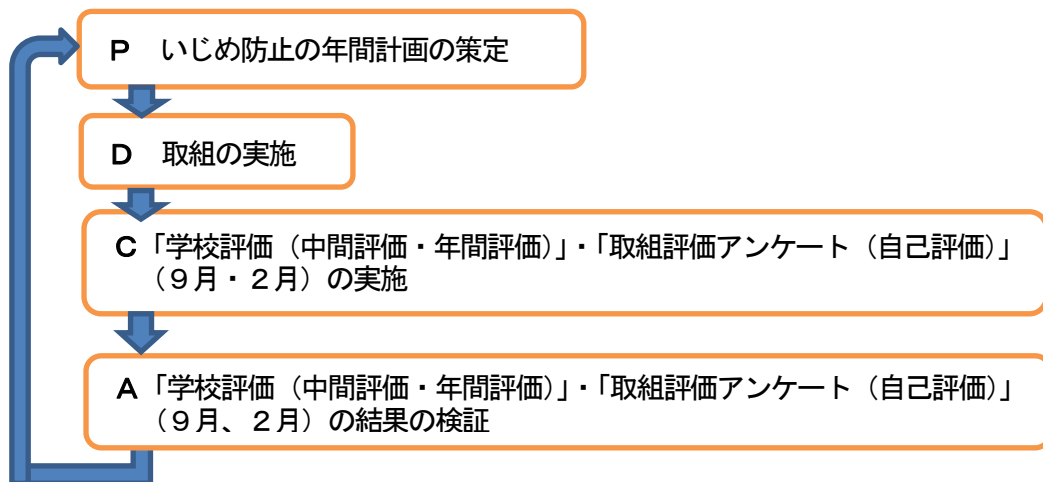 P いじめ防止の年間計画の策定
D 取組の実施
C「学校評価（中間評価・年間評価）」・「取組評価アンケート（自己評価）」
（９月・２月）の実施
A「学校評価（中間評価・年間評価）」・「取組評価アンケート（自己評価）」
（９月、２月）の結果の検証